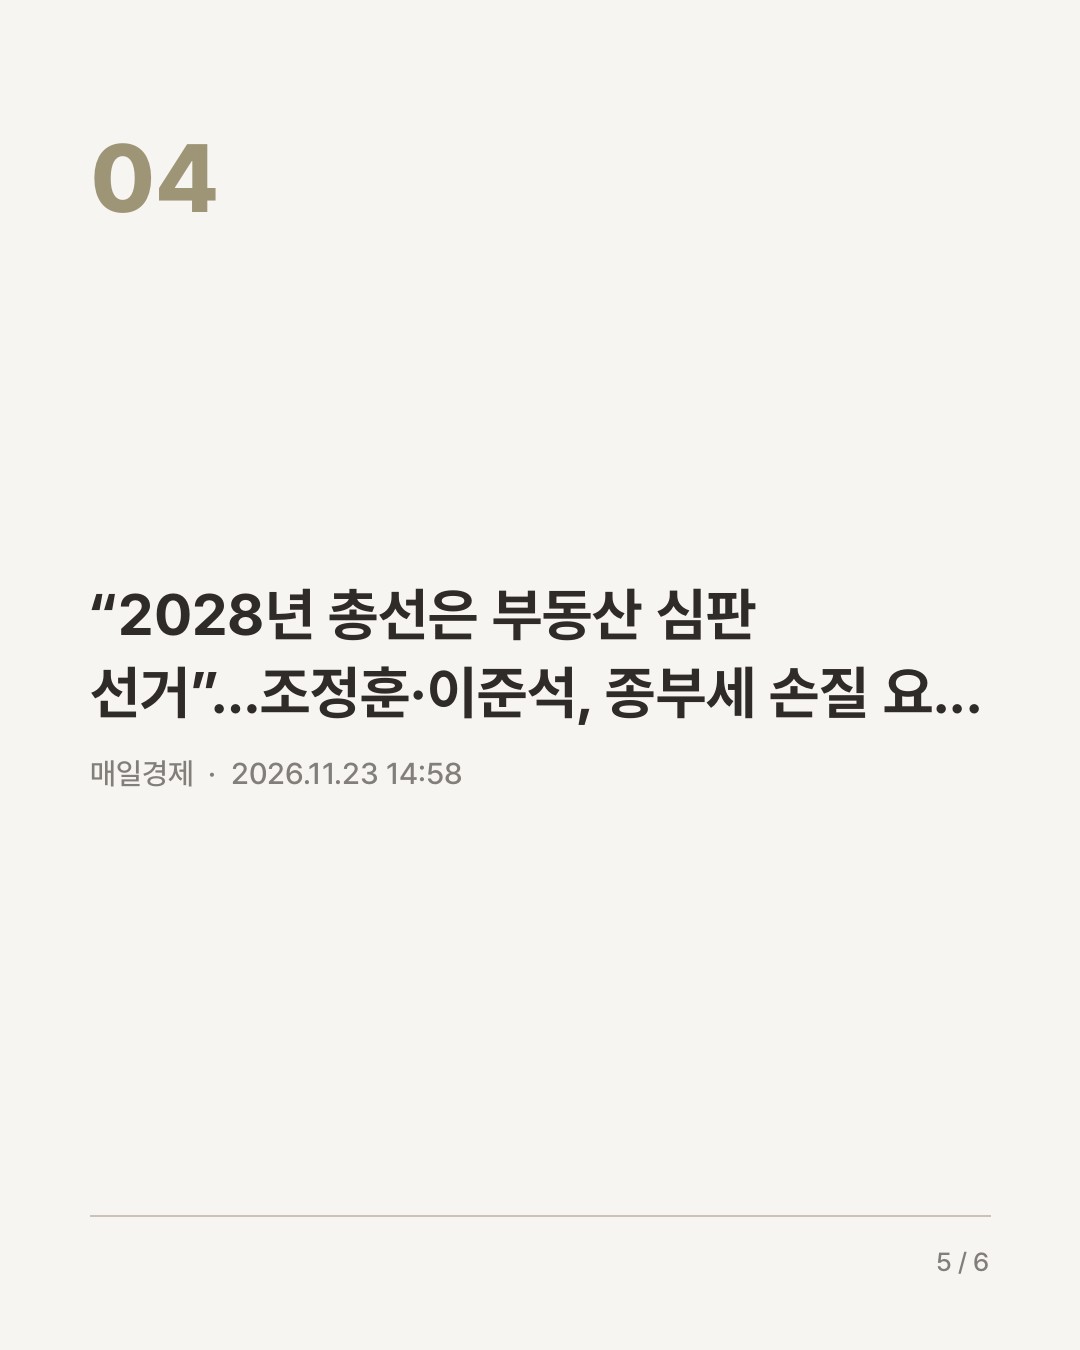 04
“2028년 총선은 부동산 심판
선거”…조정훈·이준석, 종부세 손질 요…
매일경제 · 2026.11.23 14:58
5 / 6